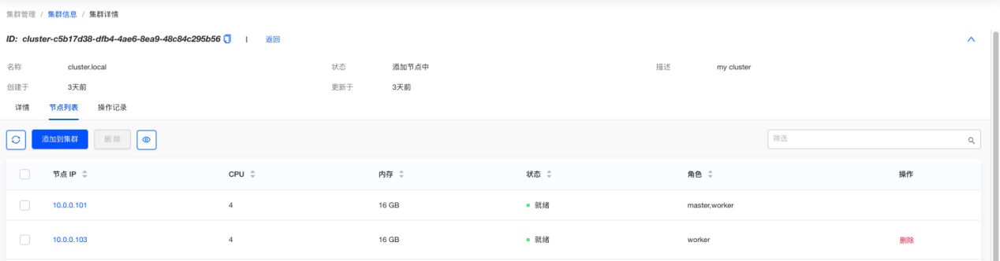 集群管理 / 集群信息 / 集群详情
ID: cluster-c5b17d38-dfb4-4ae6-8ea9-48c84c295b56 | 返回
名称 cluster.local 状态 添加节点中 描述 my cluster
创建于 3天前 更新于 3天前
详情 节点列表 操作记录
添加到集群 删除 筛选
节点 IP CPU 内存 状态 角色 操作
10.0.0.101 4 16 GB 就绪 master,worker
10.0.0.103 4 16 GB 就绪 worker 删除